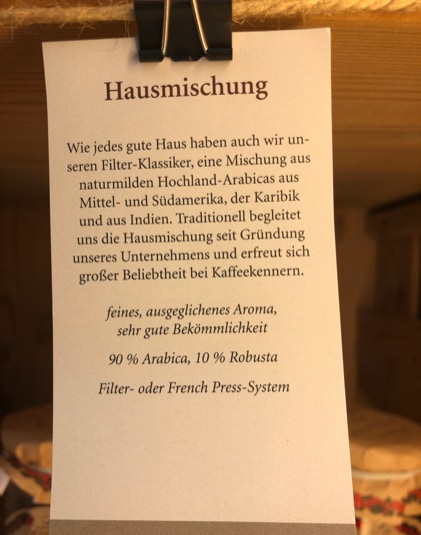 Hausmischung
Wie jedes gute Haus haben auch wir un-
seren Filter-Klassiker, eine Mischung aus
naturmilden Hochland-Arabicas aus
Mittel- und Südamerika, der Karibik
und aus Indien. Traditionell begleitet
uns die Hausmischung seit Gründung
unseres Unternehmens und erfreut sich
großer Beliebtheit bei Kaffeekennern.
feines, ausgeglichenes Aroma,
sehr gute Bekömmlichkeit
90 % Arabica, 10 % Robusta
Filter- oder French Press-System